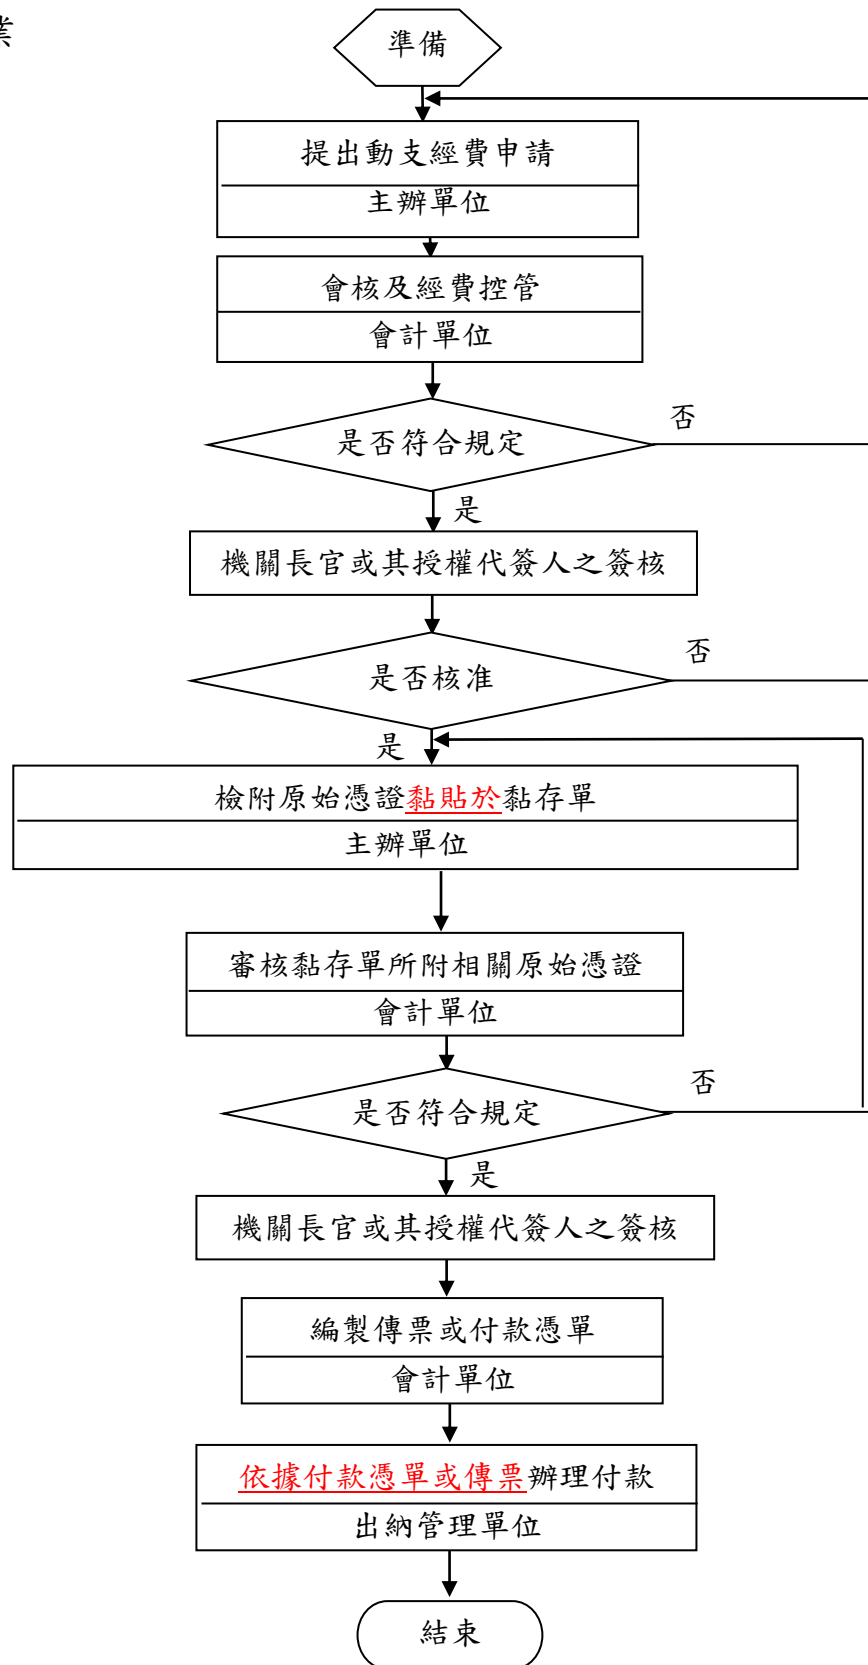 業
準備
提出動支經費申請
主辦單位
會核及經費控管
會計單位
是否符合規定
否
是
機關長官或其授權代簽人之簽核
是否核准
否
是
檢附原始憑證黏貼於黏存單
主辦單位
審核黏存單所附相關原始憑證
會計單位
是否符合規定
否
是
機關長官或其授權代簽人之簽核
編製傳票或付款憑單
會計單位
依據付款憑單或傳票辦理付款
出納管理單位
結束